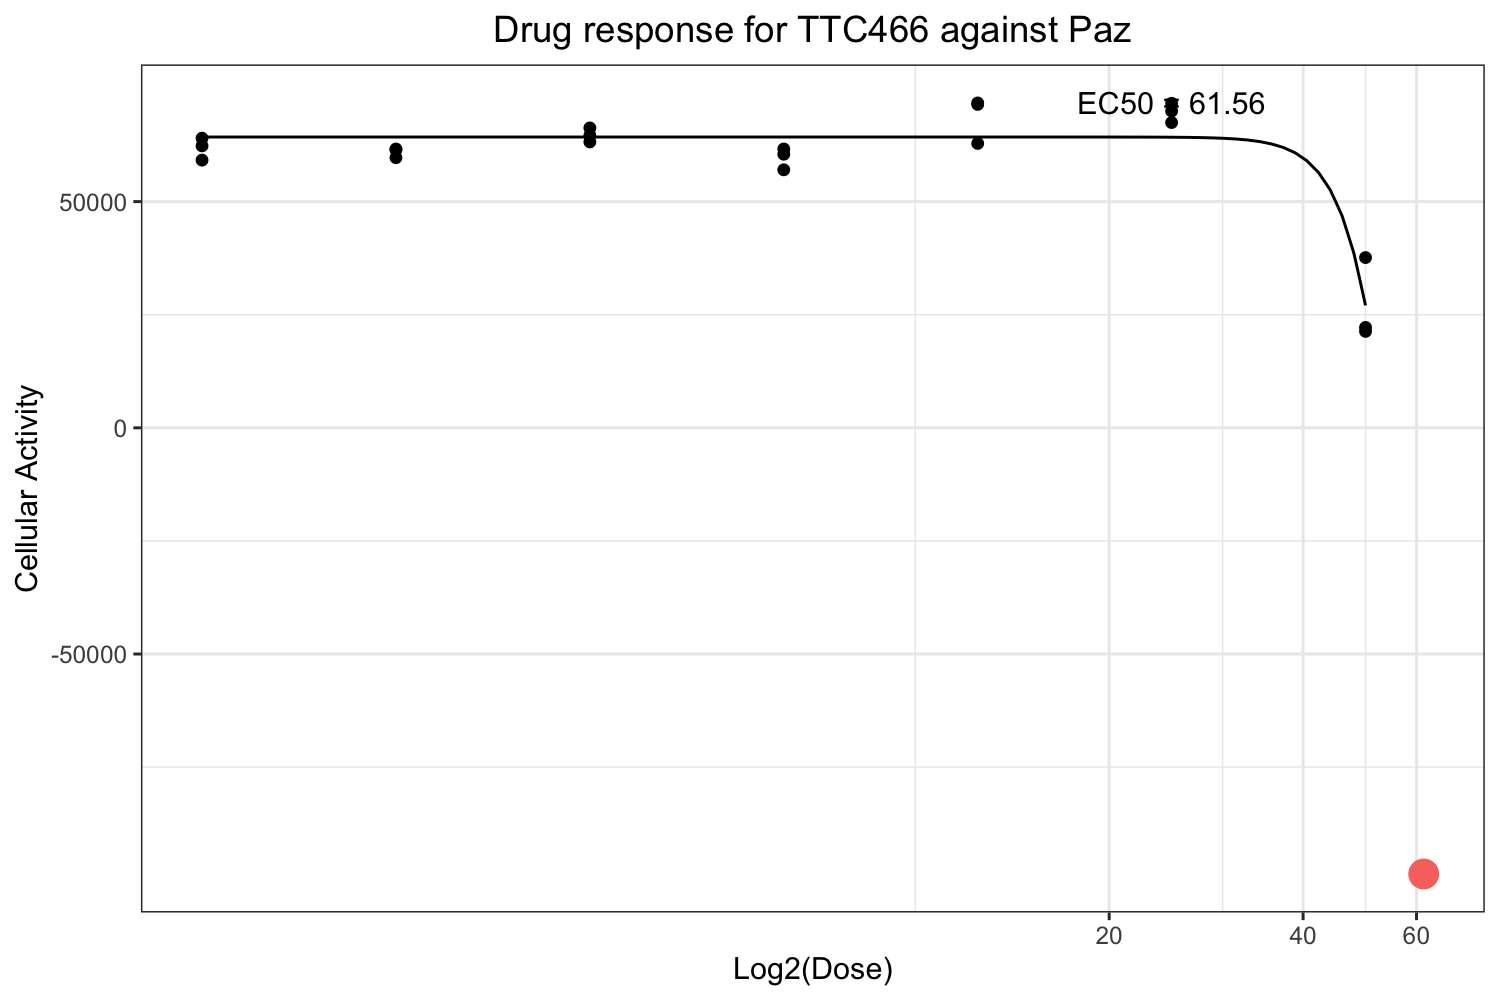 Drug response for TTC466 against Paz
EC50 = 61.56
50000
0
-50000
Cellular Activity
20 40 60
Log2(Dose)